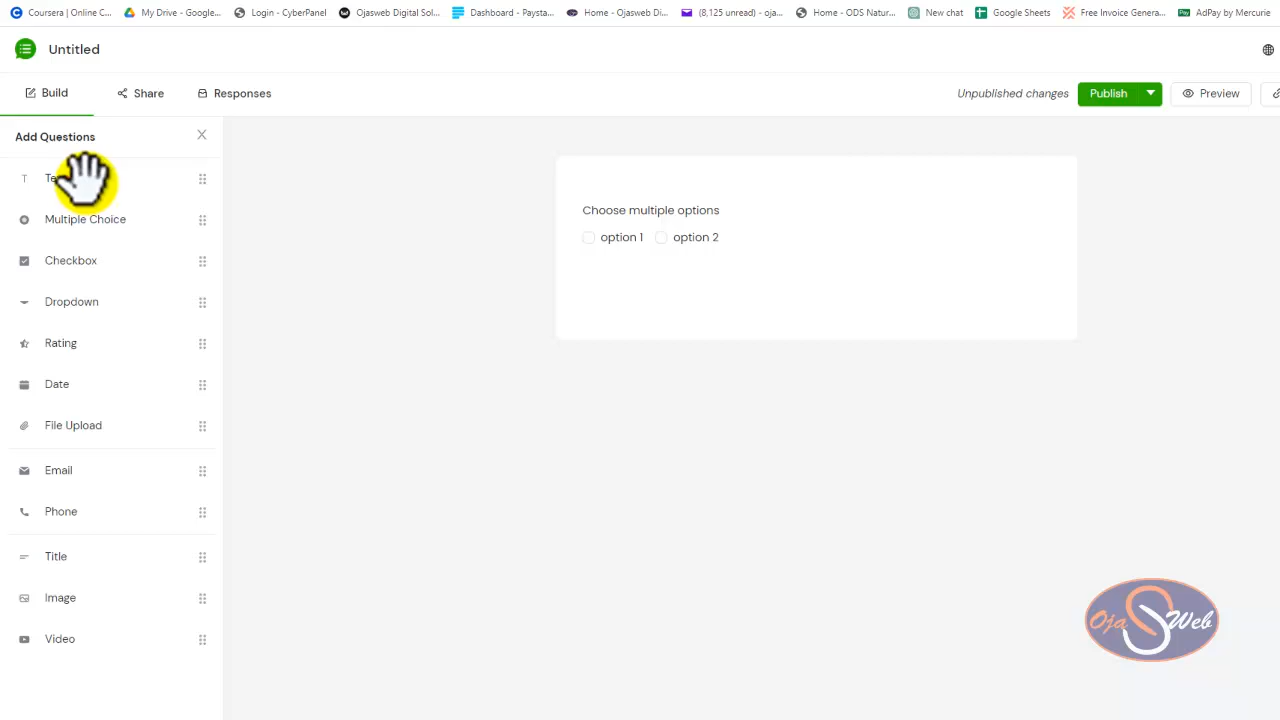 Coursera | Online C... My Drive – Google... Login - CyberPanel Ojasweb Digital Sol... Dashboard - Paysta... Home - Ojasweb Di... (8,125 unread) - oja... Home - ODS Natur... New chat Google Sheets Free Invoice Genera... AdPay by Mercurie
Untitled
Build Share Responses Unpublished changes Publish Preview
Add Questions
Multiple Choice
Checkbox
Dropdown
Rating
Date
File Upload
Email
Phone
Title
Image
Video
Choose multiple options
option 1 option 2
Oja Web